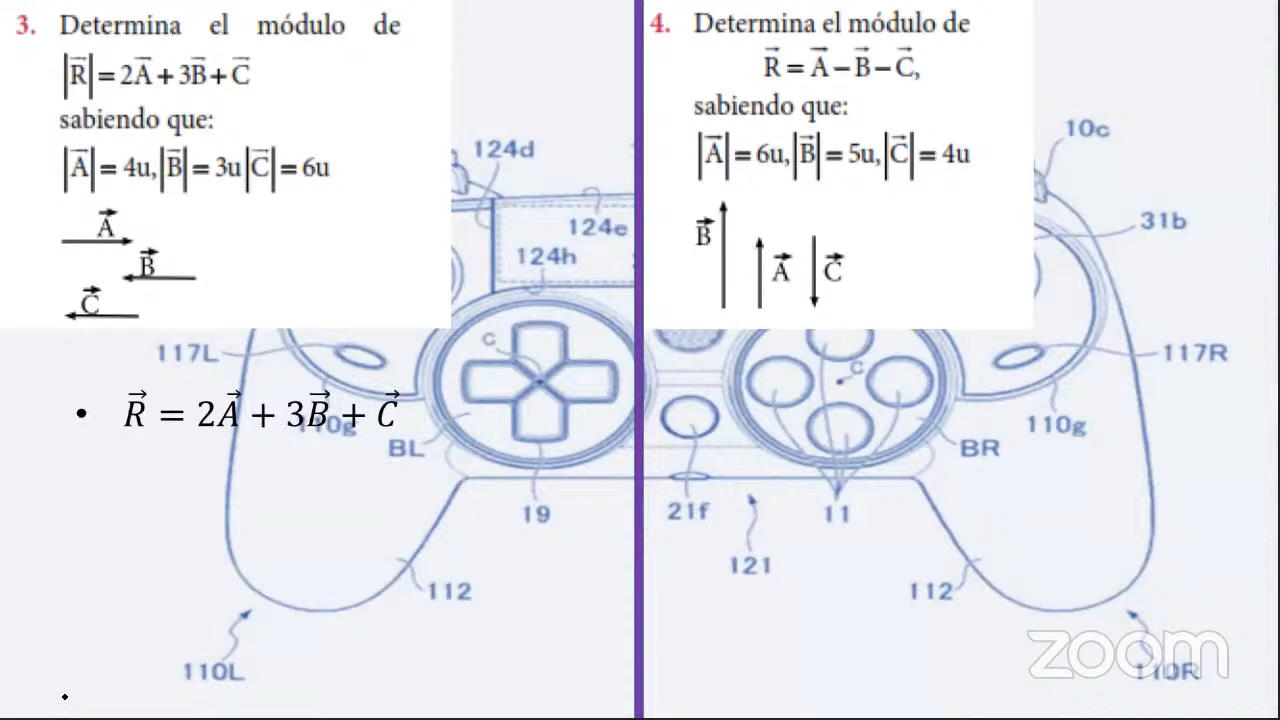 3. Determina el módulo de
|R⃗| = 2A⃗ + 3B⃗ + C⃗
sabiendo que:
|A⃗| = 4u, |B⃗| = 3u |C⃗| = 6u
A⃗
B⃗
C⃗
• R⃗ = 2A⃗ + 3B⃗ + C⃗
4. Determina el módulo de
R⃗ = A⃗ − B⃗ − C⃗,
sabiendo que:
|A⃗| = 6u, |B⃗| = 5u, |C⃗| = 4u
B⃗
A⃗
C⃗
124d
124e
124h
10c
31b
117L
C
110g
BL
19
112
110L
C
117R
110g
BR
21f
11
121
112
110R
zoom